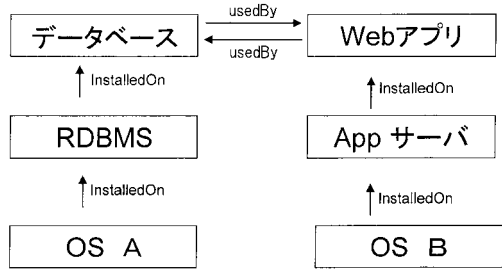 usedBy
データベース
Webアプリ
usedBy
InstalledOn
InstalledOn
RDBMS
App サーバ
InstalledOn
InstalledOn
OS A
OS B